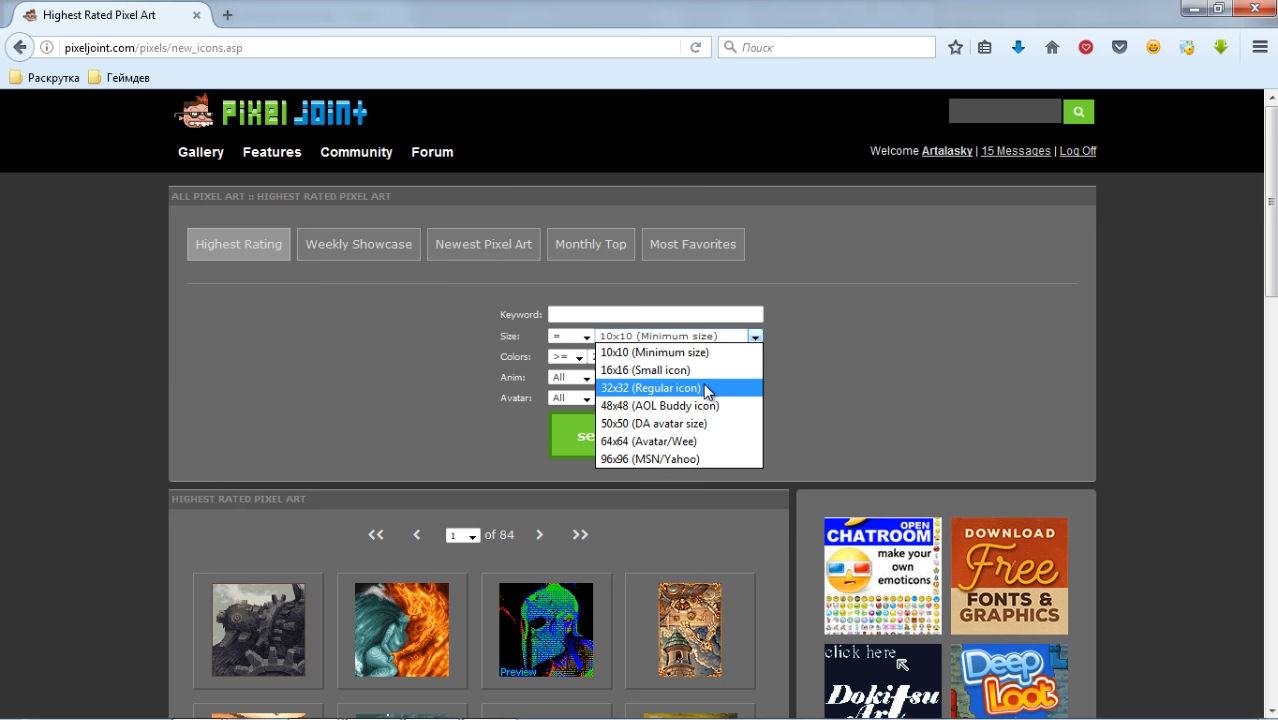 Highest Rated Pixel Art
pixeljoint.com/pixels/new_icons.asp
Поиск
Раскрутка Геймдев
PIXEL JOINT
Gallery Features Community Forum
Welcome Artalasky | 15 Messages | Log Off
ALL PIXEL ART :: HIGHEST RATED PIXEL ART
Highest Rating Weekly Showcase Newest Pixel Art Monthly Top Most Favorites
Keyword:
Size: = 10x10 (Minimum size)
10x10 (Minimum size)
16x16 (Small icon)
32x32 (Regular icon)
48x48 (AOL Buddy icon)
50x50 (DA avatar size)
64x64 (Avatar/Wee)
96x96 (MSN/Yahoo)
Colors: >=
Anim: All
Avatar: All
se
HIGHEST RATED PIXEL ART
<< < 1 of 84 > >>
Preview
OPEN
CHATROOM
make your
own
emoticons
DOWNLOAD
Free
FONTS &
GRAPHICS
click here
Dokitsu
Art
Deep
Loot